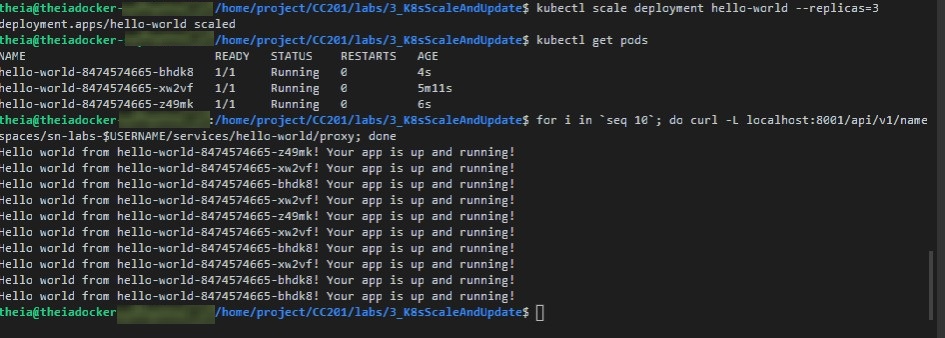 theia@theiadocker- /home/project/CC201/labs/3_K8sScaleAndUpdate$ kubectl scale deployment hello-world --replicas=3
deployment.apps/hello-world scaled
theia@theiadocker- /home/project/CC201/labs/3_K8sScaleAndUpdate$ kubectl get pods
NAME READY STATUS RESTARTS AGE
hello-world-8474574665-bhdk8 1/1 Running 0 4s
hello-world-8474574665-xw2vf 1/1 Running 0 5m11s
hello-world-8474574665-z49mk 1/1 Running 0 6s
theia@theiadocker- :/home/project/CC201/labs/3_K8sScaleAndUpdate$ for i in `seq 10`; do curl -L localhost:8001/api/v1/name
spaces/sn-labs-$USERNAME/services/hello-world/proxy; done
Hello world from hello-world-8474574665-z49mk! Your app is up and running!
Hello world from hello-world-8474574665-xw2vf! Your app is up and running!
Hello world from hello-world-8474574665-bhdk8! Your app is up and running!
Hello world from hello-world-8474574665-xw2vf! Your app is up and running!
Hello world from hello-world-8474574665-z49mk! Your app is up and running!
Hello world from hello-world-8474574665-xw2vf! Your app is up and running!
Hello world from hello-world-8474574665-bhdk8! Your app is up and running!
Hello world from hello-world-8474574665-xw2vf! Your app is up and running!
Hello world from hello-world-8474574665-bhdk8! Your app is up and running!
Hello world from hello-world-8474574665-bhdk8! Your app is up and running!
theia@theiadocker- /home/project/CC201/labs/3_K8sScaleAndUpdate$